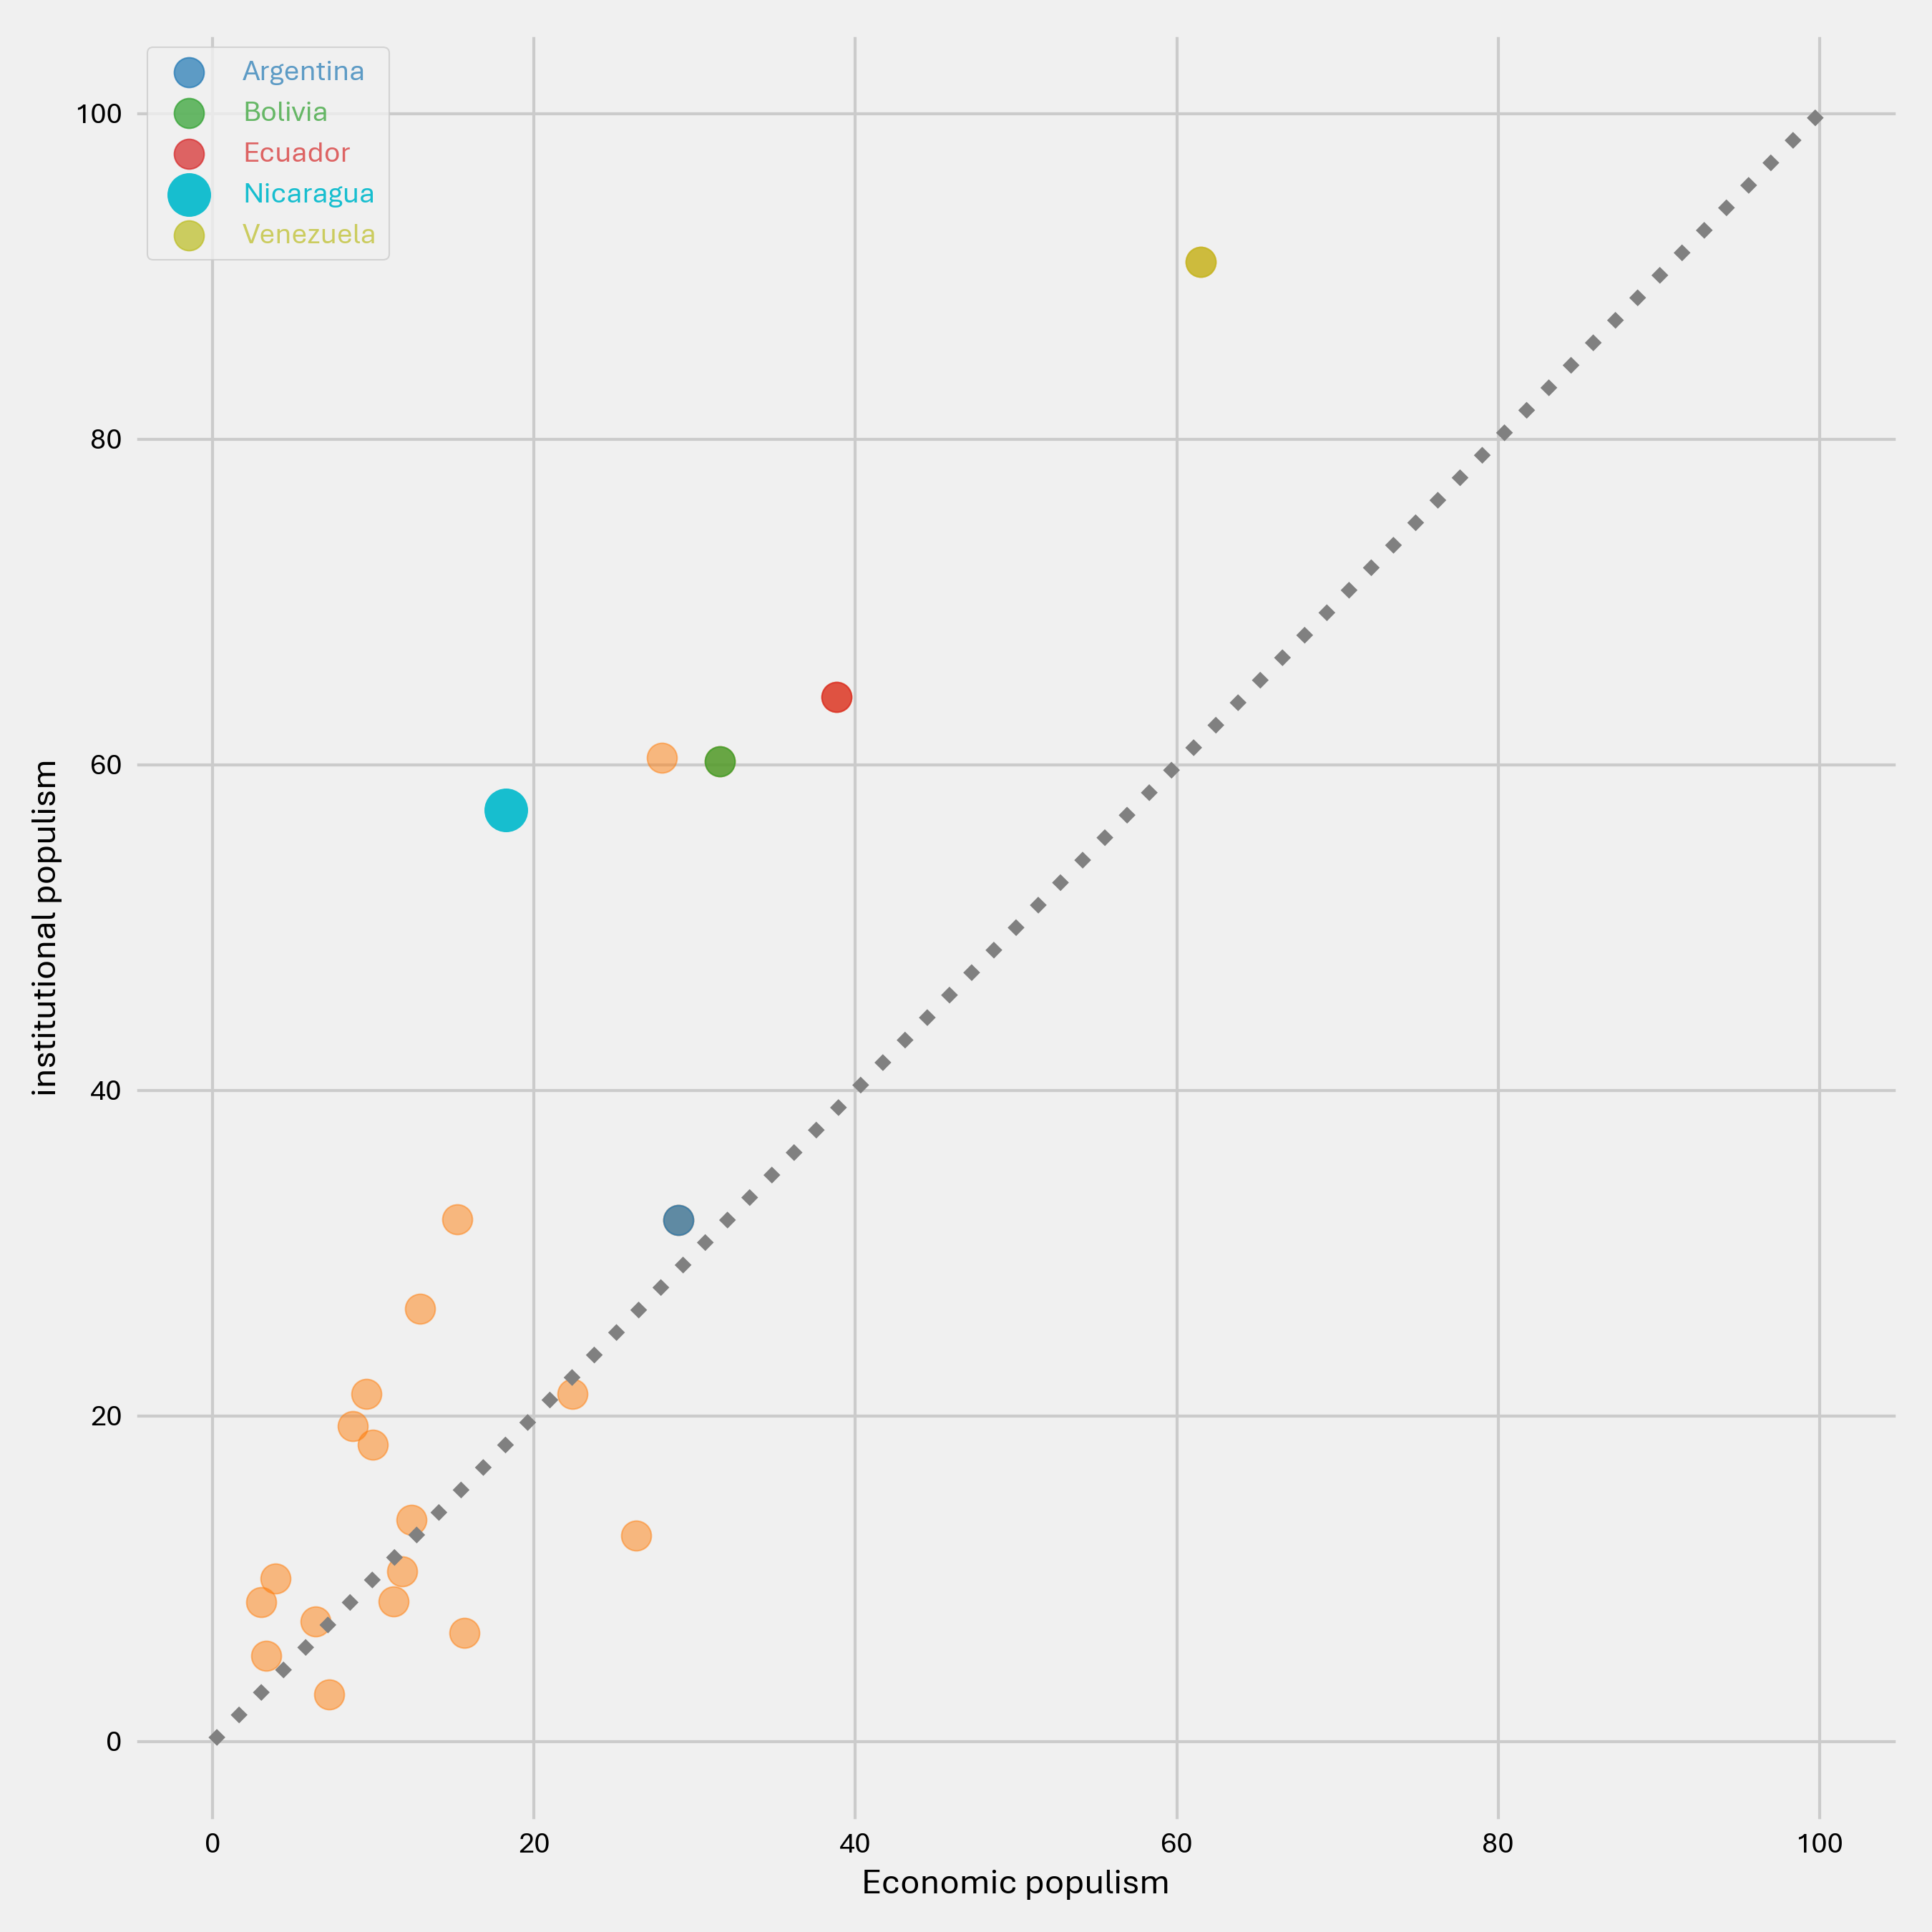 Argentina
Bolivia
Ecuador
Nicaragua
Venezuela
100
80
60
40
20
0
institutional populism
0 20 40 60 80 100
Economic populism